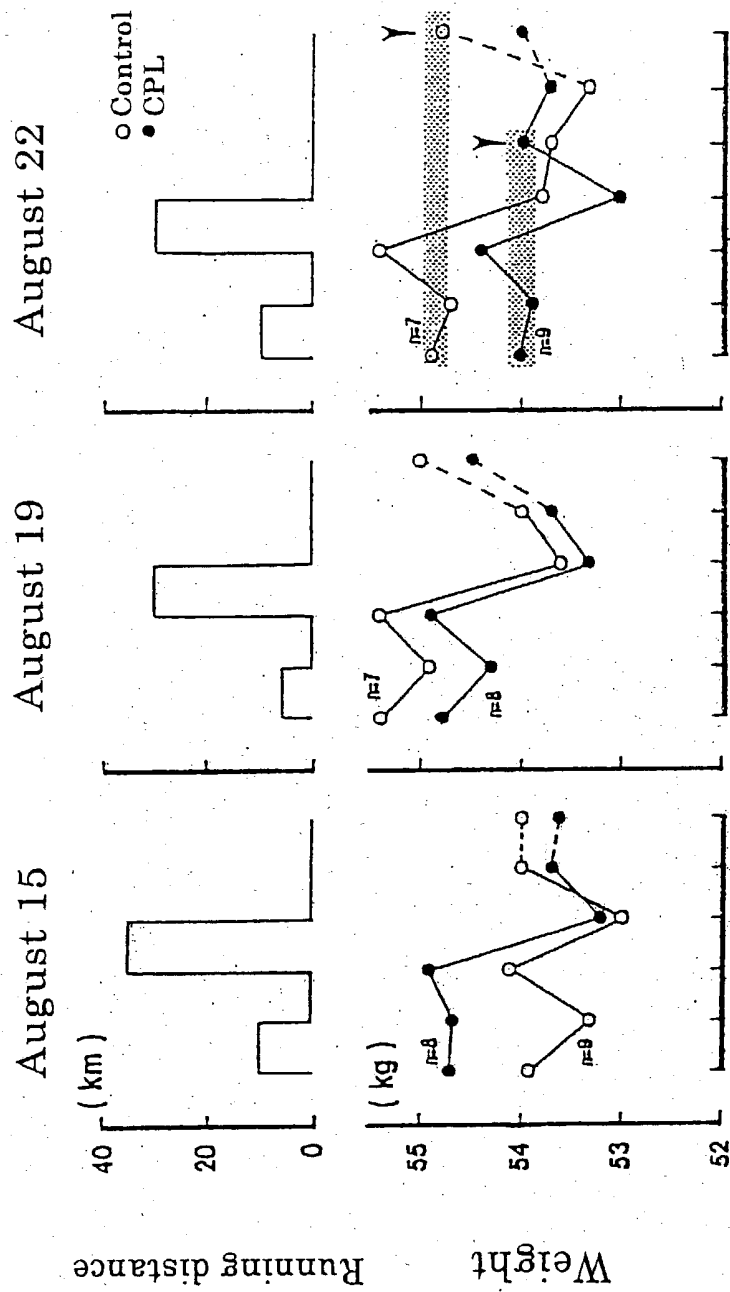 August 15
August 19
August 22
Running distance
(km)
40
20
0
○ Control
● CPL
Weight
(kg)
55
54
53
52
n=8
n=9
n=7
n=8
n=7
n=9